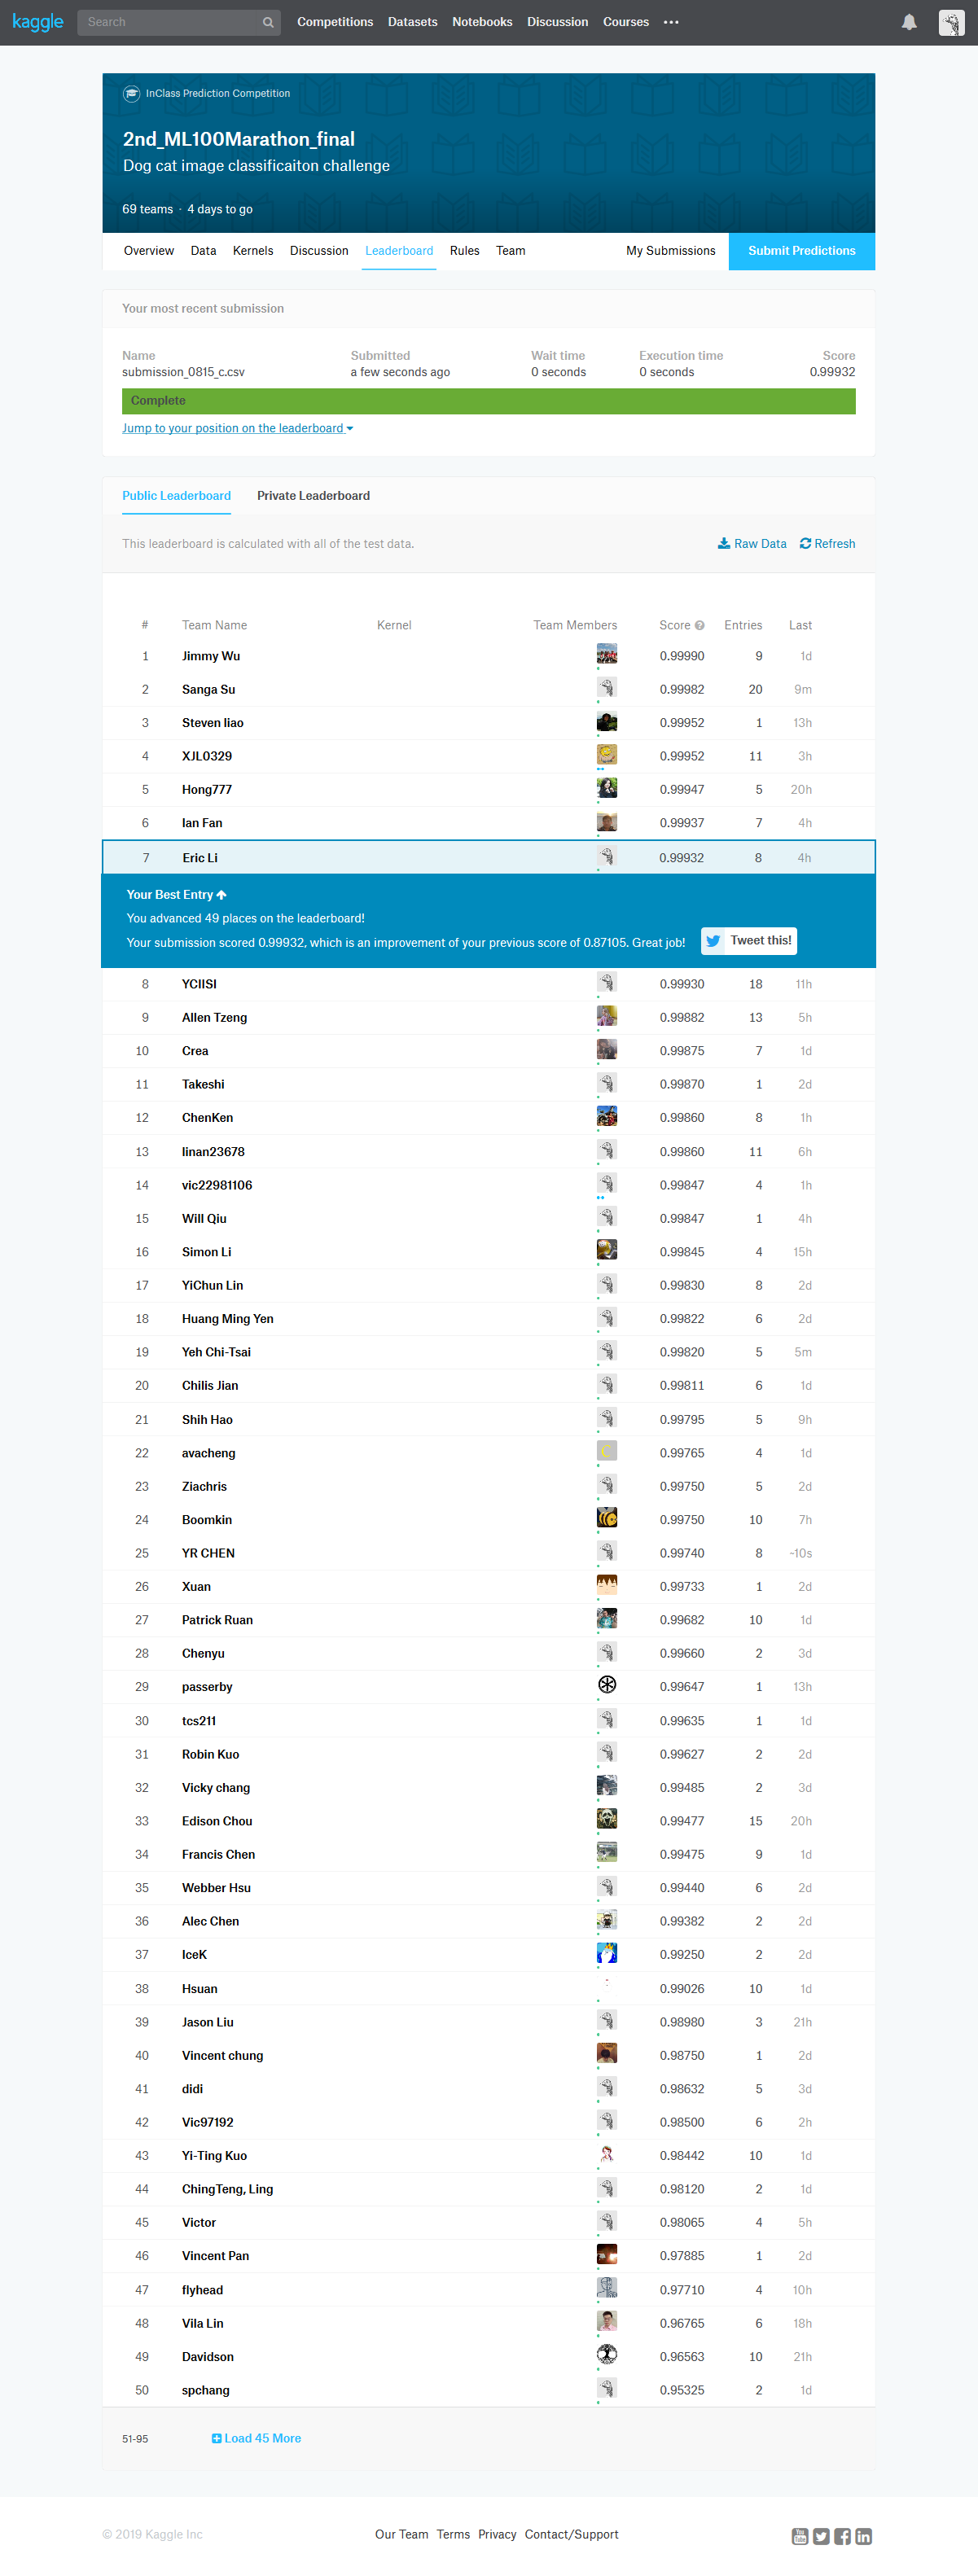 kaggle Search Competitions Datasets Notebooks Discussion Courses
InClass Prediction Competition
2nd_ML100Marathon_final
Dog cat image classificaiton challenge
69 teams · 4 days to go
Overview Data Kernels Discussion Leaderboard Rules Team My Submissions Submit Predictions
Your most recent submission
Name Submitted Wait time Execution time Score
submission_0815_c.csv a few seconds ago 0 seconds 0 seconds 0.99932
Complete
Jump to your position on the leaderboard
Public Leaderboard Private Leaderboard
This leaderboard is calculated with all of the test data. Raw Data Refresh
# Team Name Kernel Team Members Score Entries Last
1 Jimmy Wu 0.99990 9 1d
2 Sanga Su 0.99982 20 9m
3 Steven liao 0.99952 1 13h
4 XJL0329 0.99952 11 3h
5 Hong777 0.99947 5 20h
6 Ian Fan 0.99937 7 4h
7 Eric Li 0.99932 8 4h
Your Best Entry
You advanced 49 places on the leaderboard!
Your submission scored 0.99932, which is an improvement of your previous score of 0.87105. Great job! Tweet this!
8 YCIISI 0.99930 18 11h
9 Allen Tzeng 0.99882 13 5h
10 Crea 0.99875 7 1d
11 Takeshi 0.99870 1 2d
12 ChenKen 0.99860 8 1h
13 linan23678 0.99860 11 6h
14 vic22981106 0.99847 4 1h
15 Will Qiu 0.99847 1 4h
16 Simon Li 0.99845 4 15h
17 YiChun Lin 0.99830 8 2d
18 Huang Ming Yen 0.99822 6 2d
19 Yeh Chi-Tsai 0.99820 5 5m
20 Chilis Jian 0.99811 6 1d
21 Shih Hao 0.99795 5 9h
22 avacheng 0.99765 4 1d
23 Ziachris 0.99750 5 2d
24 Boomkin 0.99750 10 7h
25 YR CHEN 0.99740 8 ~10s
26 Xuan 0.99733 1 2d
27 Patrick Ruan 0.99682 10 1d
28 Chenyu 0.99660 2 3d
29 passerby 0.99647 1 13h
30 tcs211 0.99635 1 1d
31 Robin Kuo 0.99627 2 2d
32 Vicky chang 0.99485 2 3d
33 Edison Chou 0.99477 15 20h
34 Francis Chen 0.99475 9 1d
35 Webber Hsu 0.99440 6 2d
36 Alec Chen 0.99382 2 2d
37 IceK 0.99250 2 2d
38 Hsuan 0.99026 10 1d
39 Jason Liu 0.98980 3 21h
40 Vincent chung 0.98750 1 2d
41 didi 0.98632 5 3d
42 Vic97192 0.98500 6 2h
43 Yi-Ting Kuo 0.98442 10 1d
44 ChingTeng, Ling 0.98120 2 1d
45 Victor 0.98065 4 5h
46 Vincent Pan 0.97885 1 2d
47 flyhead 0.97710 4 10h
48 Vila Lin 0.96765 6 18h
49 Davidson 0.96563 10 21h
50 spchang 0.95325 2 1d
51-95 Load 45 More
© 2019 Kaggle Inc Our Team Terms Privacy Contact/Support